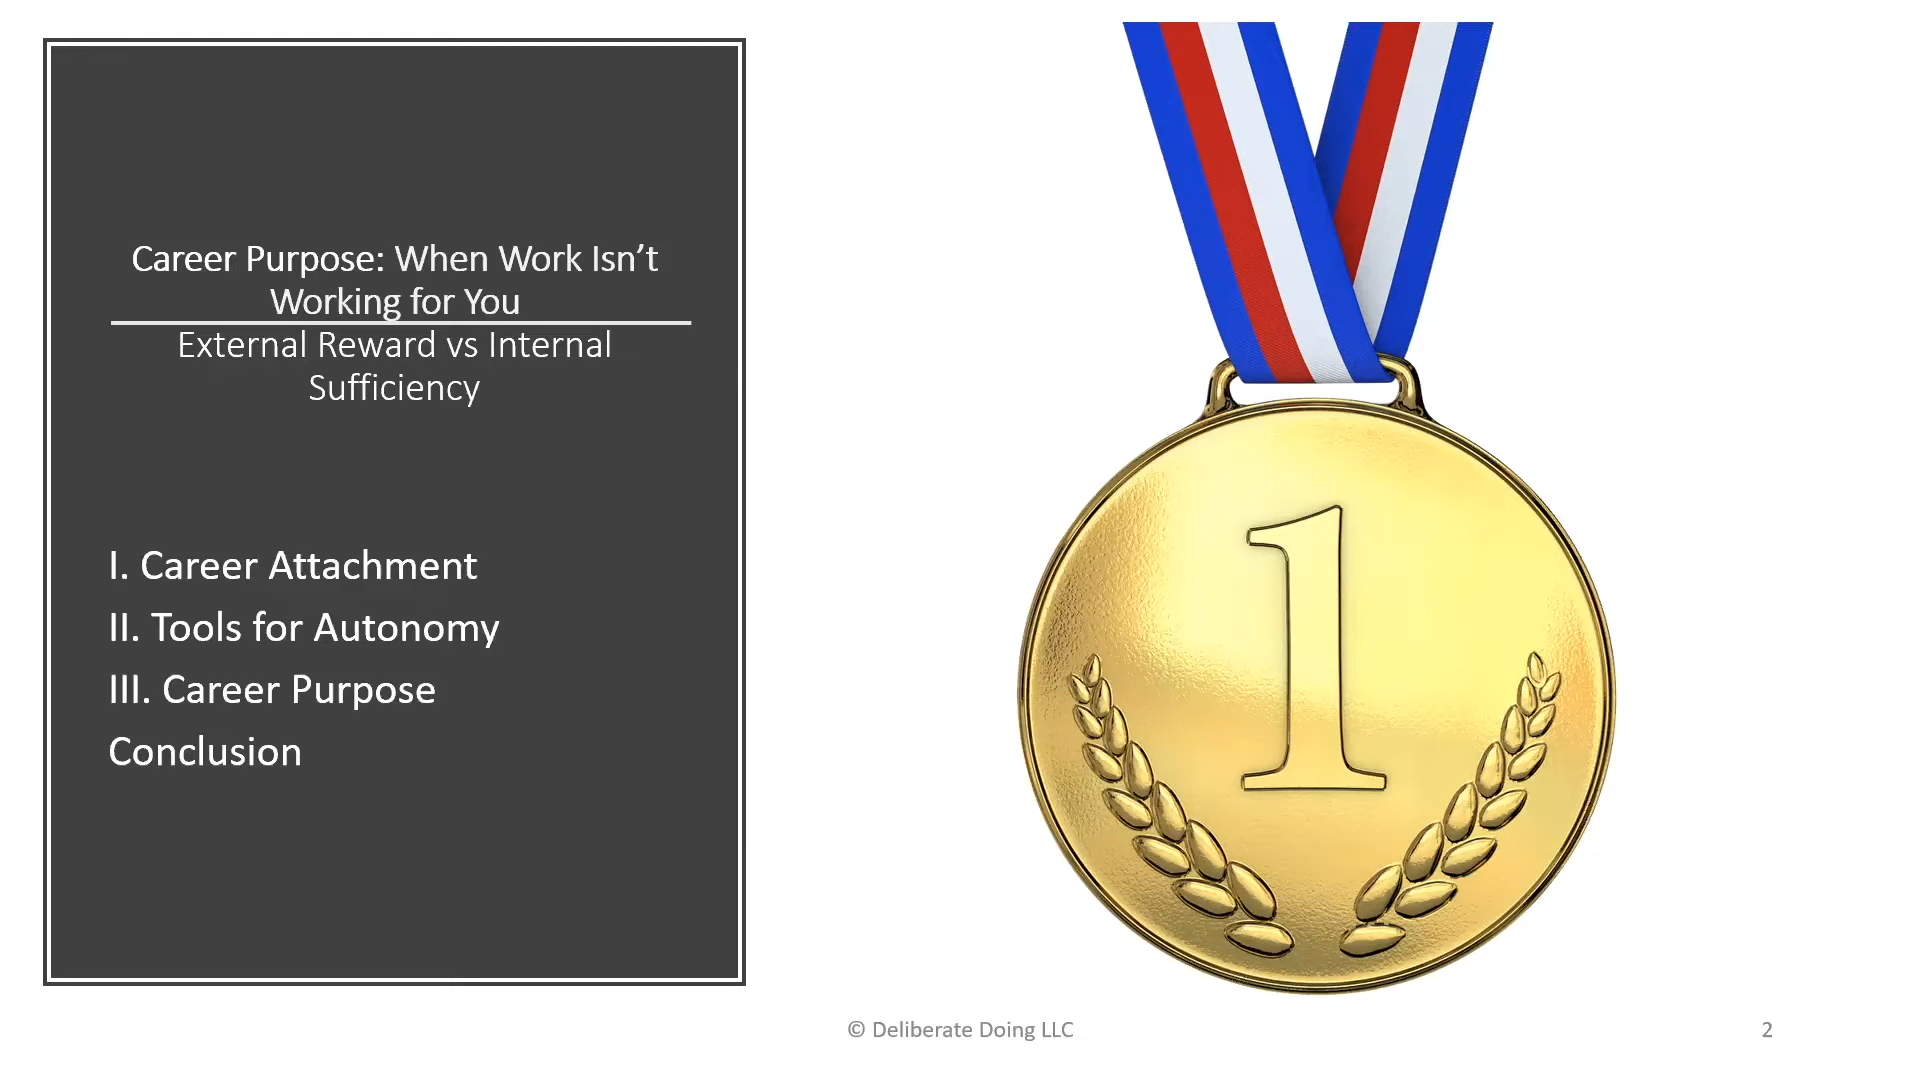 Career Purpose: When Work Isn’t
Working for You
External Reward vs Internal
Sufficiency
I. Career Attachment
II. Tools for Autonomy
III. Career Purpose
Conclusion
1
© Deliberate Doing LLC
2